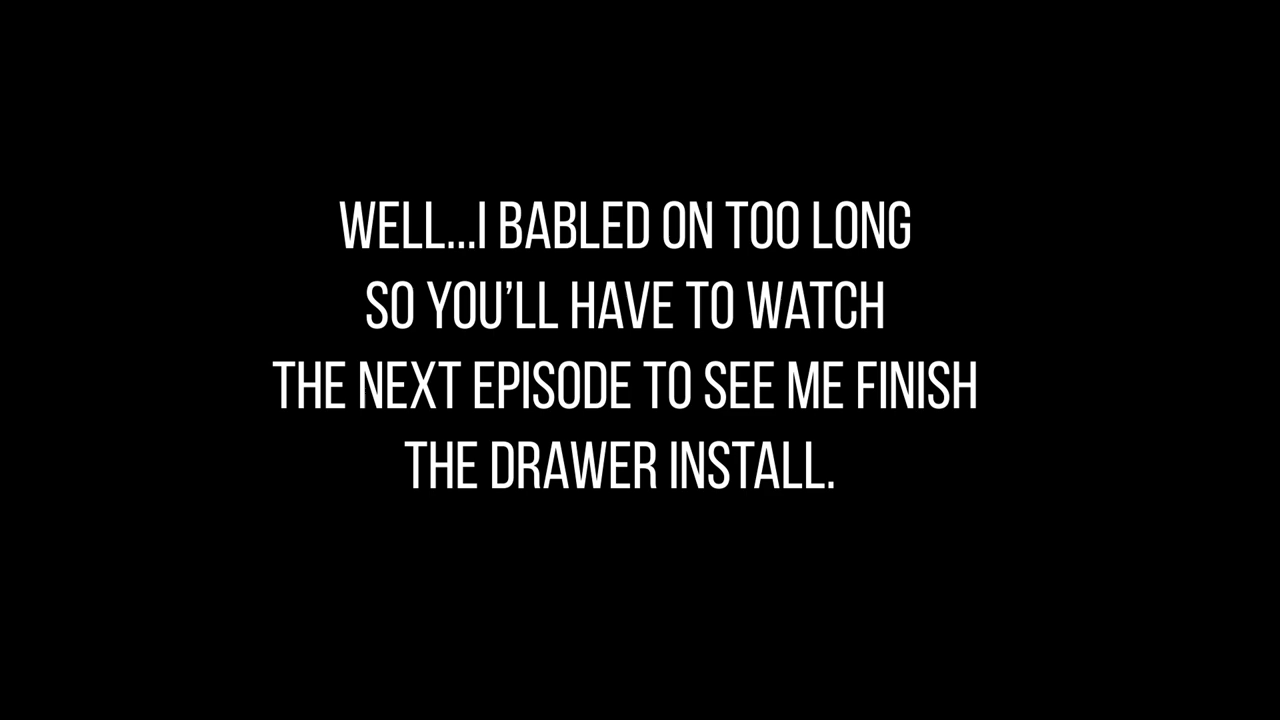 WELL...I BABLED ON TOO LONG
SO YOU’LL HAVE TO WATCH
THE NEXT EPISODE TO SEE ME FINISH
THE DRAWER INSTALL.